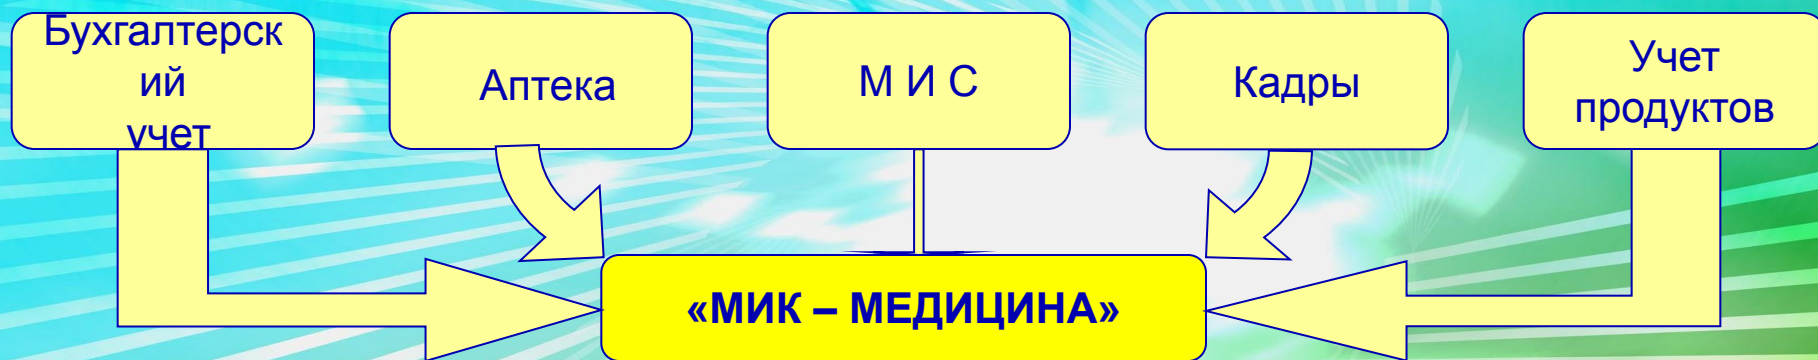 Бухгалтерск
ий
учет
Аптека
М И С
Кадры
Учет
продуктов
«МИК – МЕДИЦИНА»